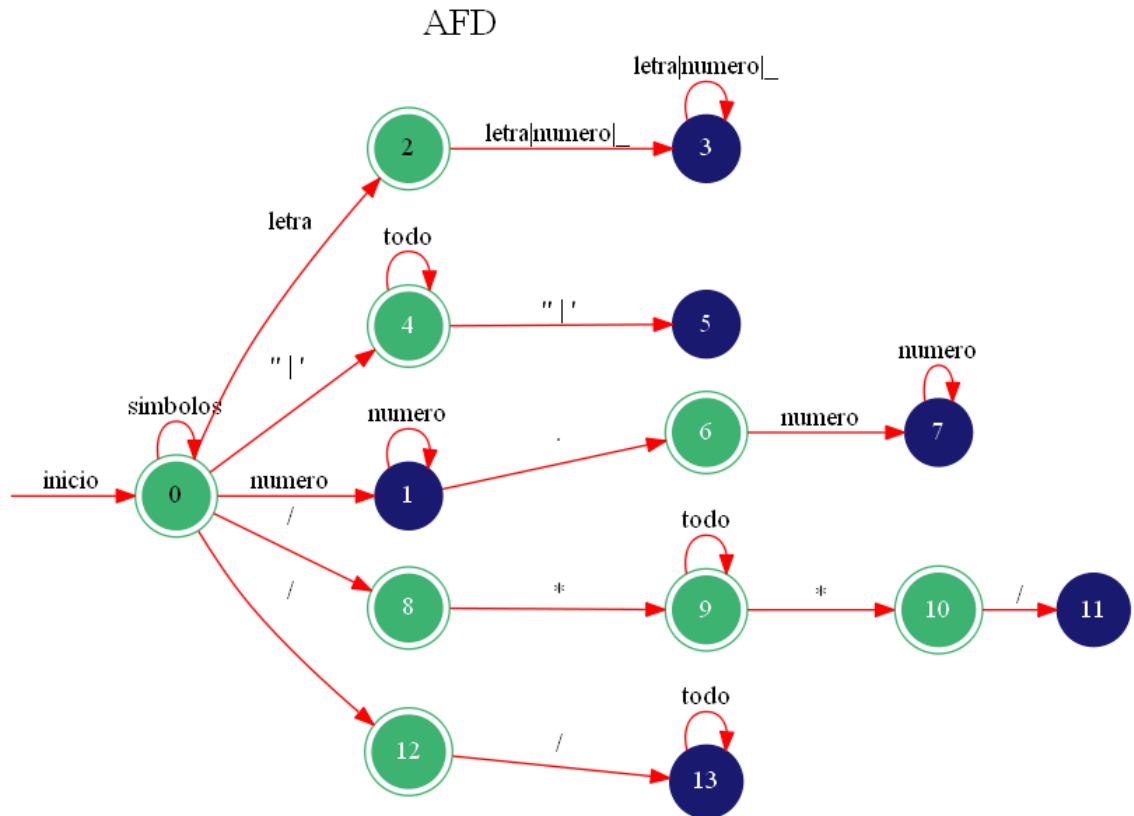 AFD
letra|numero|_
2
letra|numero|_
3
letra
todo
" | '
4
" | '
5
numero
simbolos
numero
.
6
numero
7
inicio
0
numero
1
/
todo
/
8
*
9
*
10
/
11
todo
12
/
13